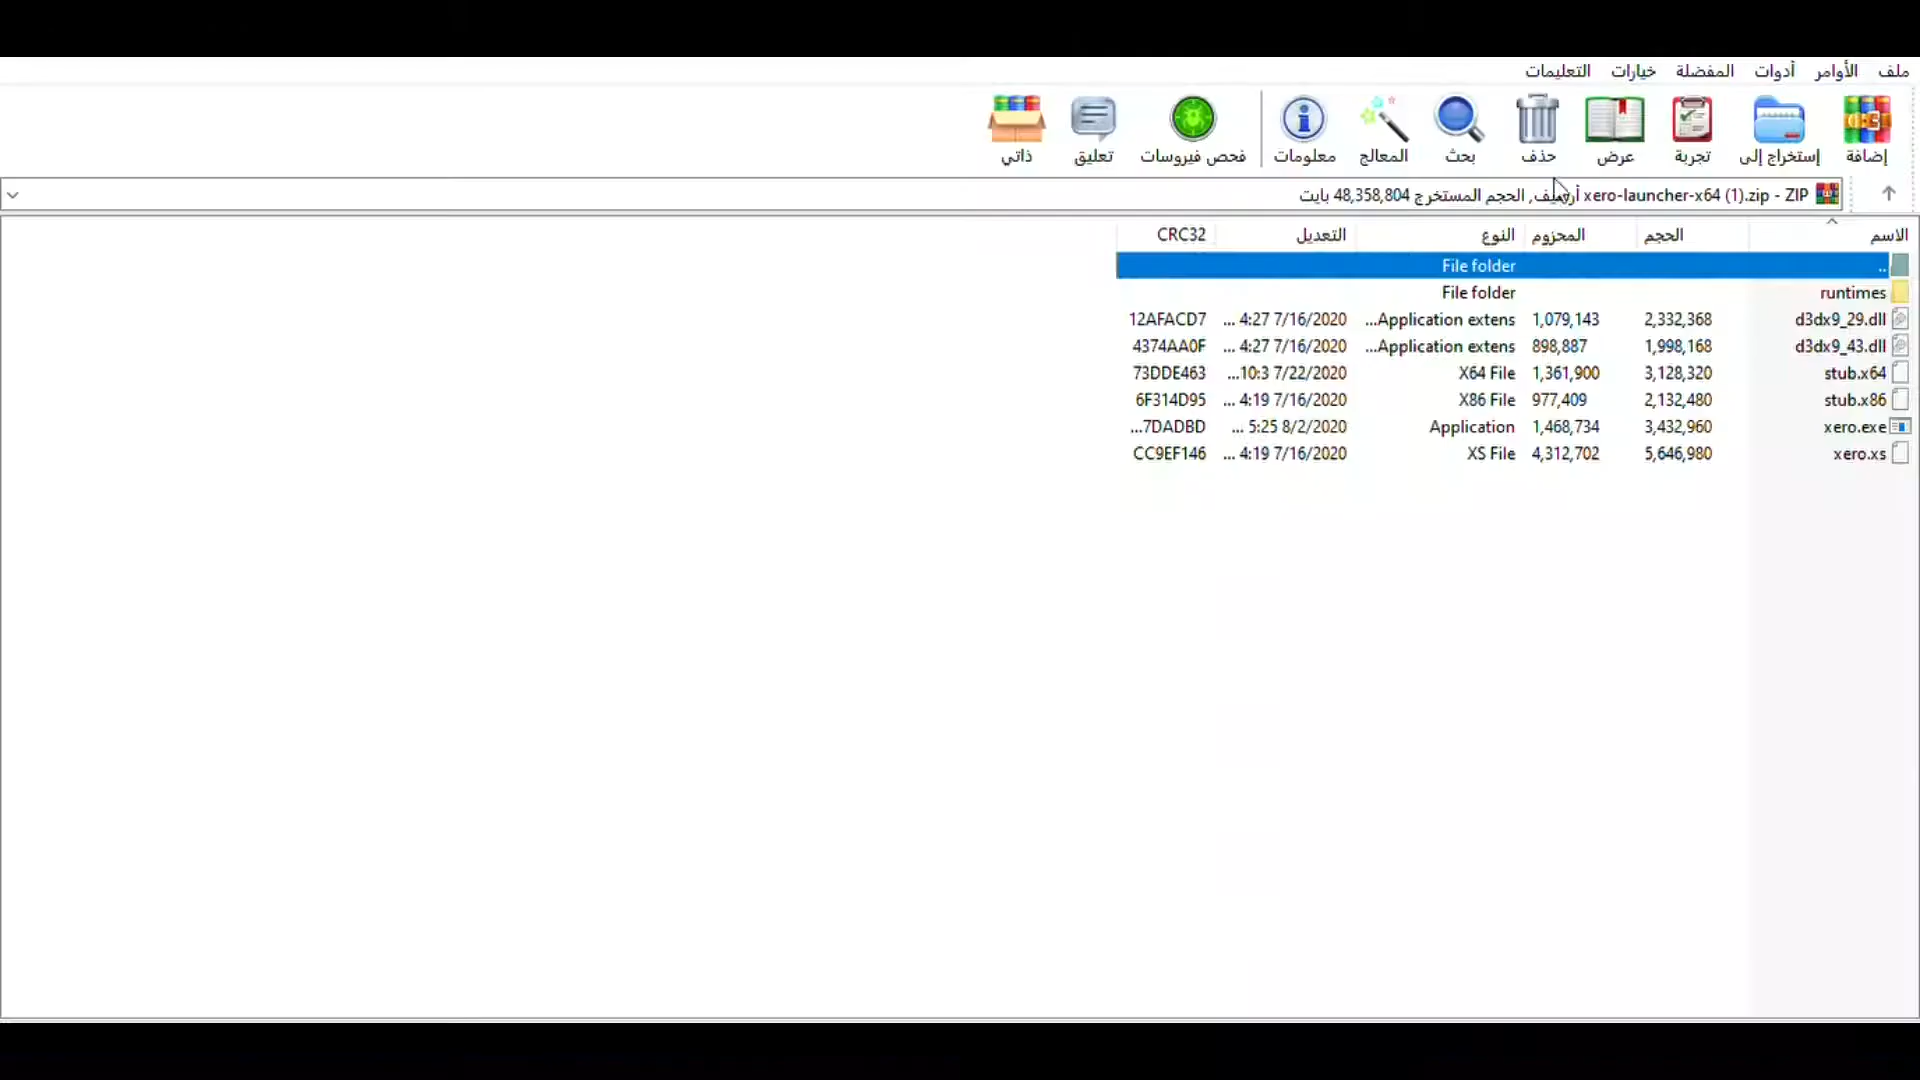 ملف الأوامر أدوات المفضلة خيارات التعليمات
إضافة إستخراج إلى تجربة عرض حذف بحث المعالج معلومات فحص فيروسات تعليق ذاتي
xero-launcher-x64 (1).zip - ZIP أرشيف, الحجم المستخرج 48,358,804 بايت
الاسم الحجم المحزوم النوع التعديل CRC32
.. File folder
runtimes File folder
d3dx9_29.dll 2,332,368 1,079,143 Application extens... 7/16/2020 4:27 ... 12AFACD7
d3dx9_43.dll 1,998,168 898,887 Application extens... 7/16/2020 4:27 ... 4374AA0F
stub.x64 3,128,320 1,361,900 X64 File 7/22/2020 10:3... 73DDE463
stub.x86 2,132,480 977,409 X86 File 7/16/2020 4:19 ... 6F314D95
xero.exe 3,432,960 1,468,734 Application 8/2/2020 5:25 ... 7DADBD...
xero.xs 5,646,980 4,312,702 XS File 7/16/2020 4:19 ... CC9EF146